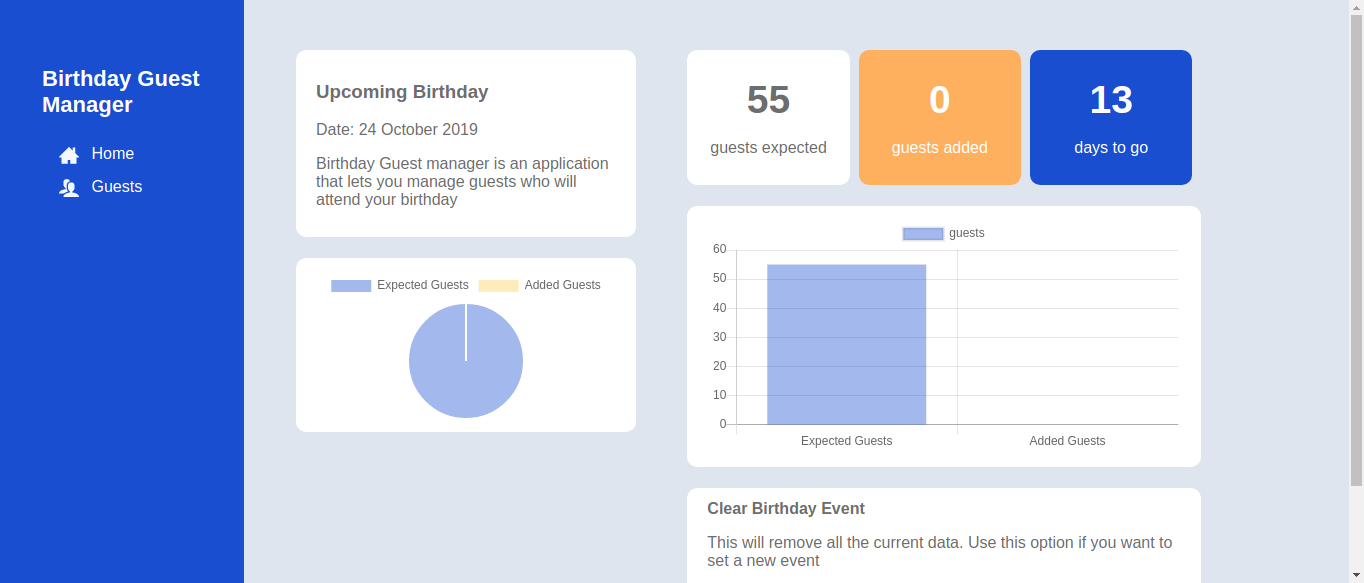 Birthday Guest
Manager
Home
Guests
Upcoming Birthday
Date: 24 October 2019
Birthday Guest manager is an application
that lets you manage guests who will
attend your birthday
Expected Guests Added Guests
55
guests expected
0
guests added
13
days to go
guests
60
50
40
30
20
10
0
Expected Guests Added Guests
Clear Birthday Event
This will remove all the current data. Use this option if you want to
set a new event